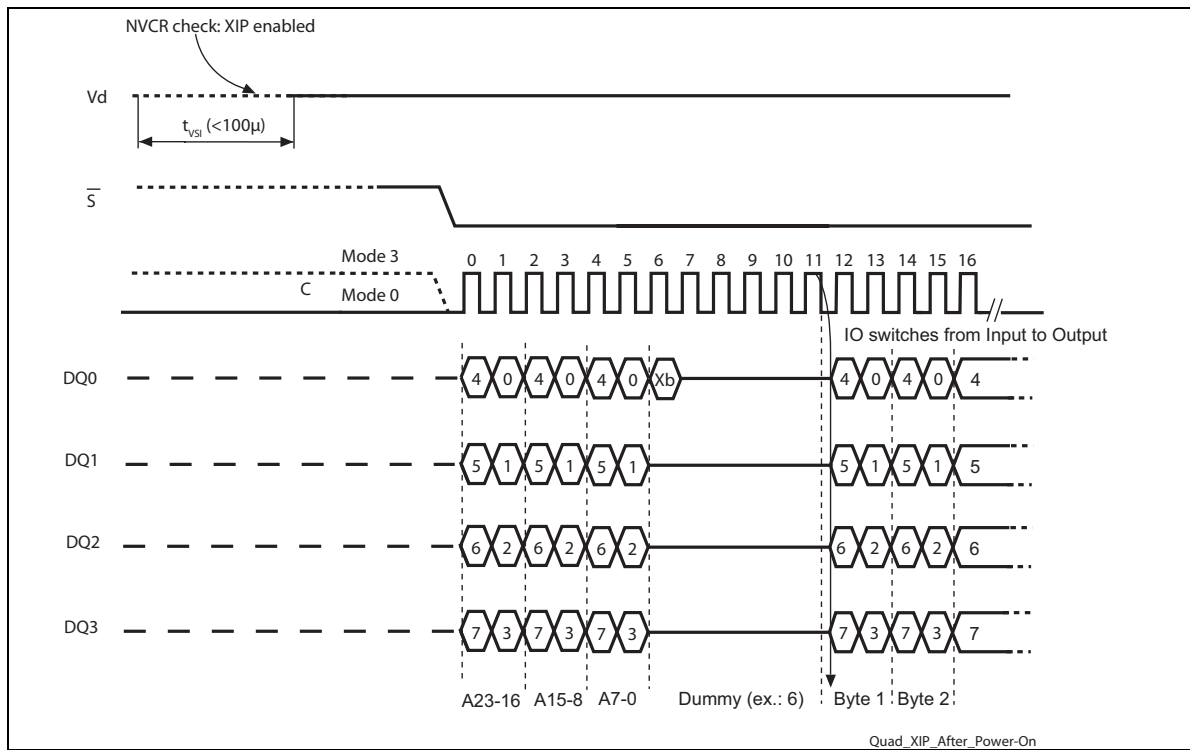 NVCR check: XIP enabled
Vd
tVSI (<100µ)
S
Mode 3
C
Mode 0
0 1 2 3 4 5 6 7 8 9 10 11 12 13 14 15 16
IO switches from Input to Output
DQ0 4 0 4 0 4 0 Xb 4 0 4 0 4
DQ1 5 1 5 1 5 1 5 1 5 1 5
DQ2 6 2 6 2 6 2 6 2 6 2 6
DQ3 7 3 7 3 7 3 7 3 7 3 7
A23-16 A15-8 A7-0 Dummy (ex.: 6) Byte 1 Byte 2
Quad_XIP_After_Power-On